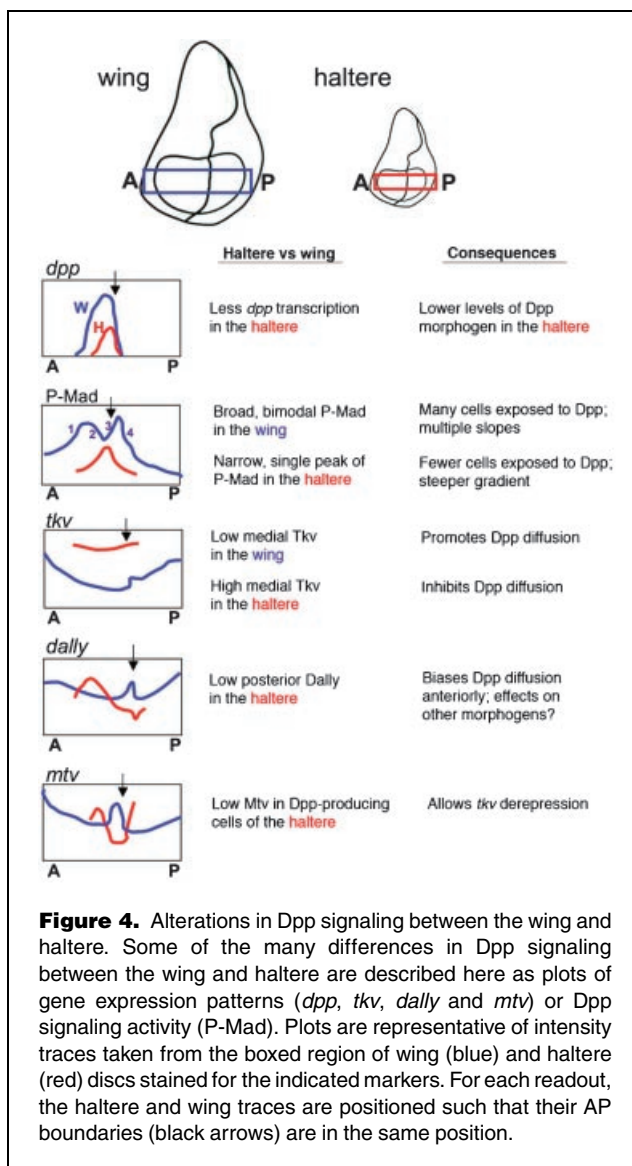 wing
haltere
A
P
A
P
Haltere vs wing
Consequences
dpp
W
H
A
P
Less dpp transcription
in the haltere
Lower levels of Dpp
morphogen in the haltere
P-Mad
1
2
3
4
A
P
Broad, bimodal P-Mad
in the wing
Many cells exposed to Dpp;
multiple slopes
Narrow, single peak of
P-Mad in the haltere
Fewer cells exposed to Dpp;
steeper gradient
tkv
A
P
Low medial Tkv
in the wing
Promotes Dpp diffusion
High medial Tkv
in the haltere
Inhibits Dpp diffusion
dally
A
P
Low posterior Dally
in the haltere
Biases Dpp diffusion
anteriorly; effects on
other morphogens?
mtv
A
P
Low Mtv in Dpp-producing
cells of the haltere
Allows tkv derepression
Figure 4. Alterations in Dpp signaling between the wing and
haltere. Some of the many differences in Dpp signaling
between the wing and haltere are described here as plots of
gene expression patterns (dpp, tkv, dally and mtv) or Dpp
signaling activity (P-Mad). Plots are representative of intensity
traces taken from the boxed region of wing (blue) and haltere
(red) discs stained for the indicated markers. For each readout,
the haltere and wing traces are positioned such that their AP
boundaries (black arrows) are in the same position.